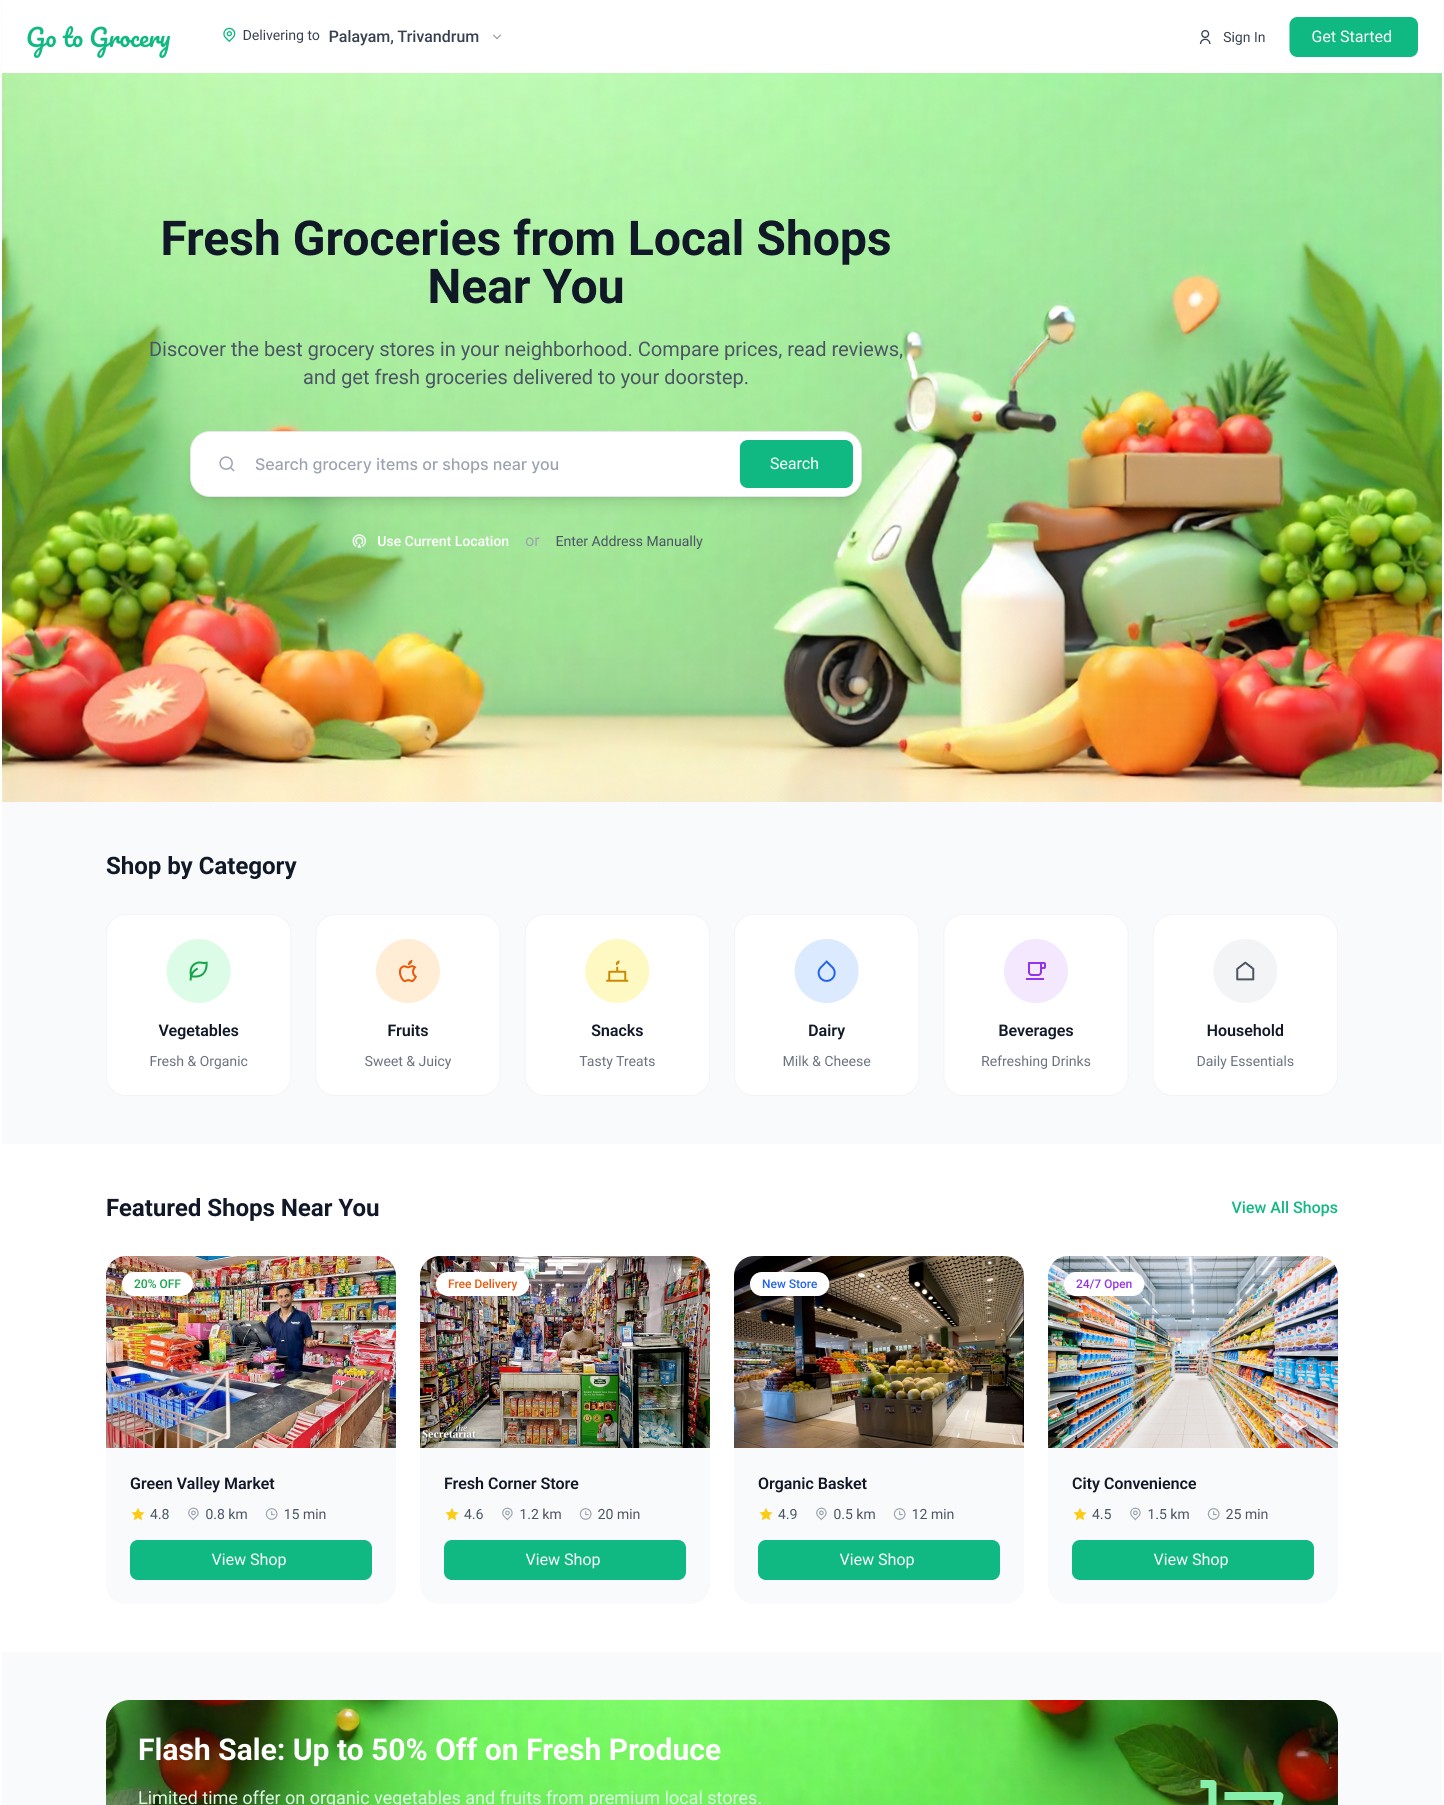 Go to Grocery
Delivering to Palayam, Trivandrum
Sign In
Get Started
Fresh Groceries from Local Shops
Near You
Discover the best grocery stores in your neighborhood. Compare prices, read reviews,
and get fresh groceries delivered to your doorstep.
Search grocery items or shops near you
Search
Use Current Location or Enter Address Manually
Shop by Category
Vegetables
Fresh & Organic
Fruits
Sweet & Juicy
Snacks
Tasty Treats
Dairy
Milk & Cheese
Beverages
Refreshing Drinks
Household
Daily Essentials
Featured Shops Near You
View All Shops
20% OFF
Green Valley Market
4.8 0.8 km 15 min
View Shop
Free Delivery
the
Secretariat
Fresh Corner Store
4.6 1.2 km 20 min
View Shop
New Store
Organic Basket
4.9 0.5 km 12 min
View Shop
24/7 Open
City Convenience
4.5 1.5 km 25 min
View Shop
Flash Sale: Up to 50% Off on Fresh Produce
Limited time offer on organic vegetables and fruits from premium local stores.